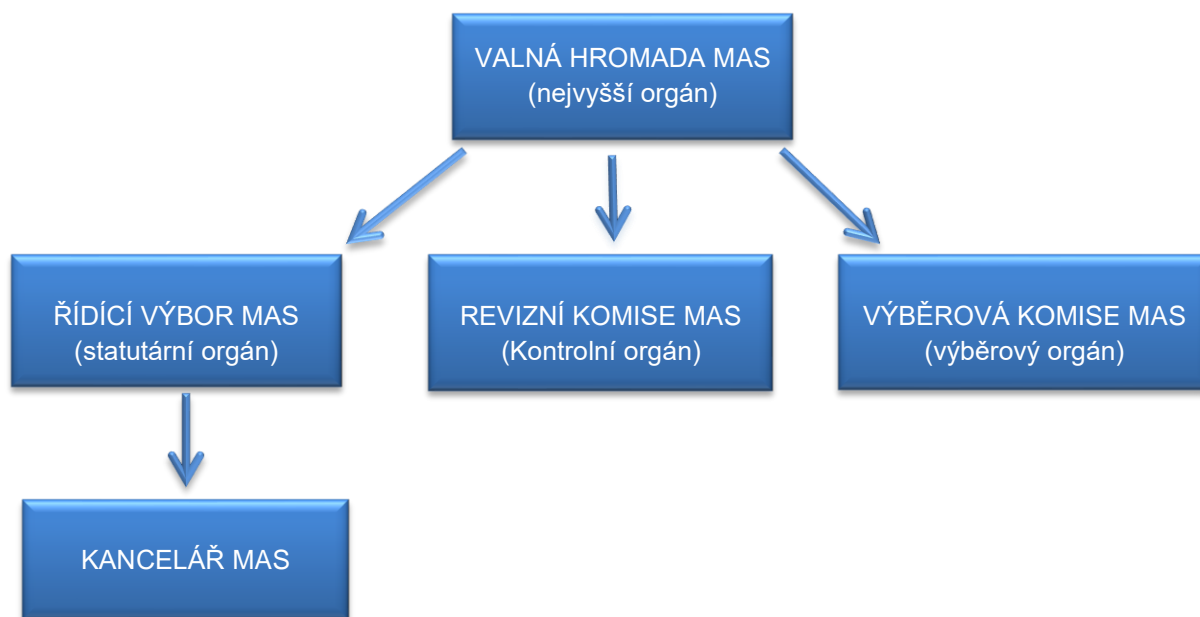 VALNÁ HROMADA MAS
(nejvyšší orgán)
ŘÍDÍCÍ VÝBOR MAS
(statutární orgán)
REVIZNÍ KOMISE MAS
(Kontrolní orgán)
VÝBĚROVÁ KOMISE MAS
(výběrový orgán)
KANCELÁŘ MAS